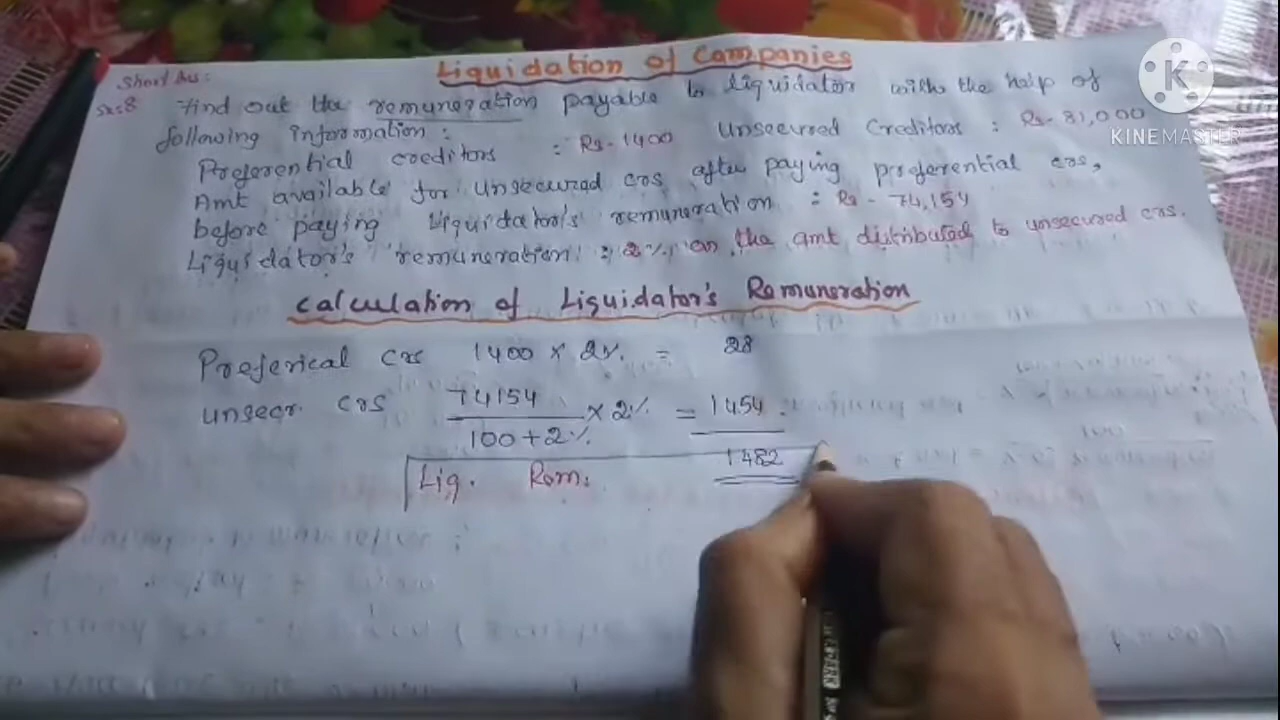 Liquidation of Companies
Short Ans:
Find out the remuneration payable to liquidator with the help of
following information:
Preferential creditors : Rs- 1400 Unsecured Creditors : Rs- 81,000
Amt available for unsecured crs after paying preferential crs,
before paying Liquidator's remuneration : Rs - 74,154
Liquidator's remuneration : 2% on the amt distributed to unsecured crs.
Calculation of Liquidator's Remuneration
Preferical crs 1400 x 2% = 28
unsecr. crs 74154 / 100+2% x 2% = 1454
Liq. Rem. 1482
K
KINEMASTER